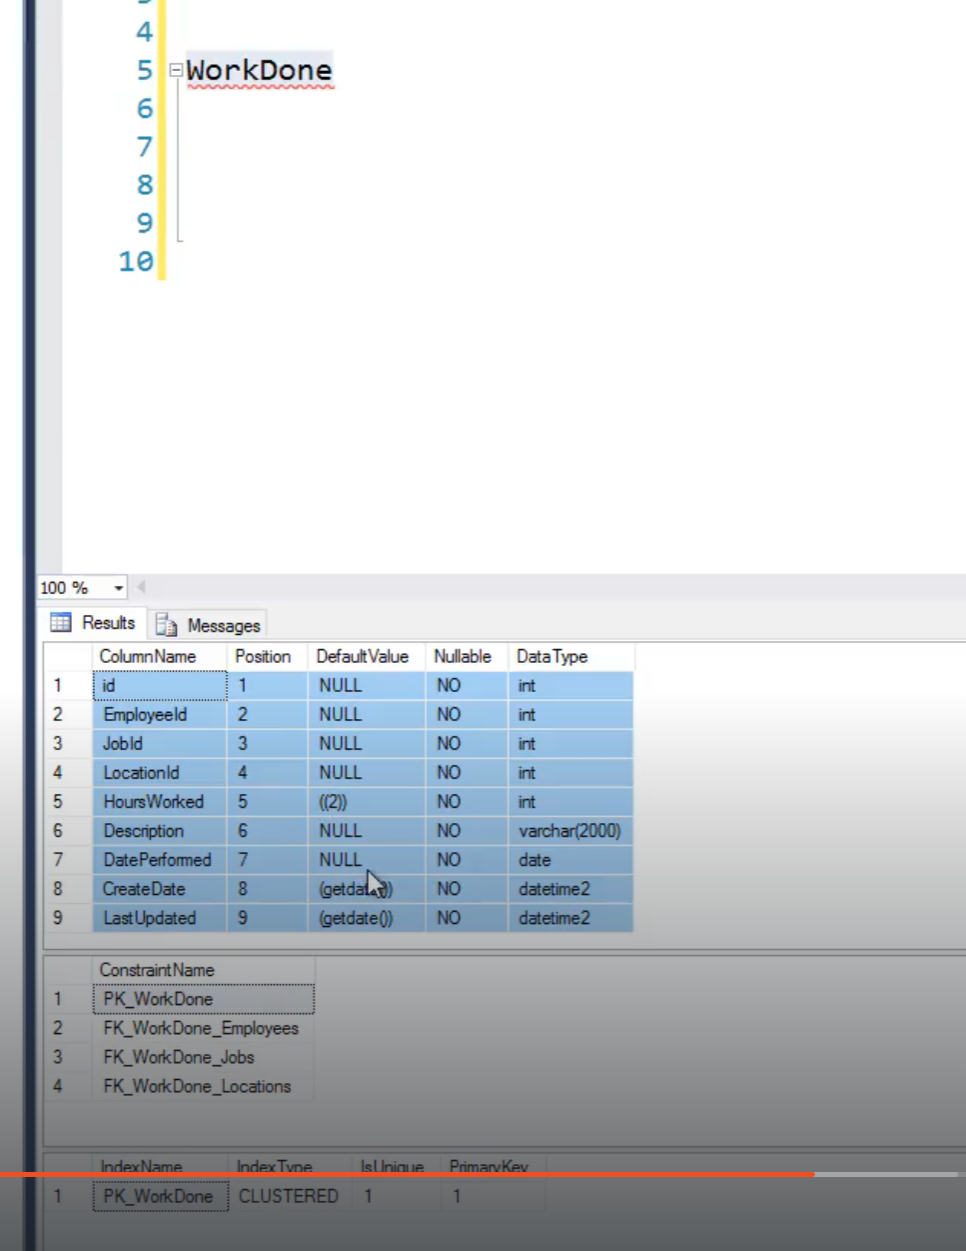 4
5 WorkDone
6
7
8
9
10
100 %
Results Messages
ColumnName Position DefaultValue Nullable DataType
1 id 1 NULL NO int
2 EmployeeId 2 NULL NO int
3 JobId 3 NULL NO int
4 LocationId 4 NULL NO int
5 HoursWorked 5 ((2)) NO int
6 Description 6 NULL NO varchar(2000)
7 DatePerformed 7 NULL NO date
8 CreateDate 8 (getdate()) NO datetime2
9 LastUpdated 9 (getdate()) NO datetime2
ConstraintName
1 PK_WorkDone
2 FK_WorkDone_Employees
3 FK_WorkDone_Jobs
4 FK_WorkDone_Locations
IndexName IndexType IsUnique PrimaryKey
1 PK_WorkDone CLUSTERED 1 1